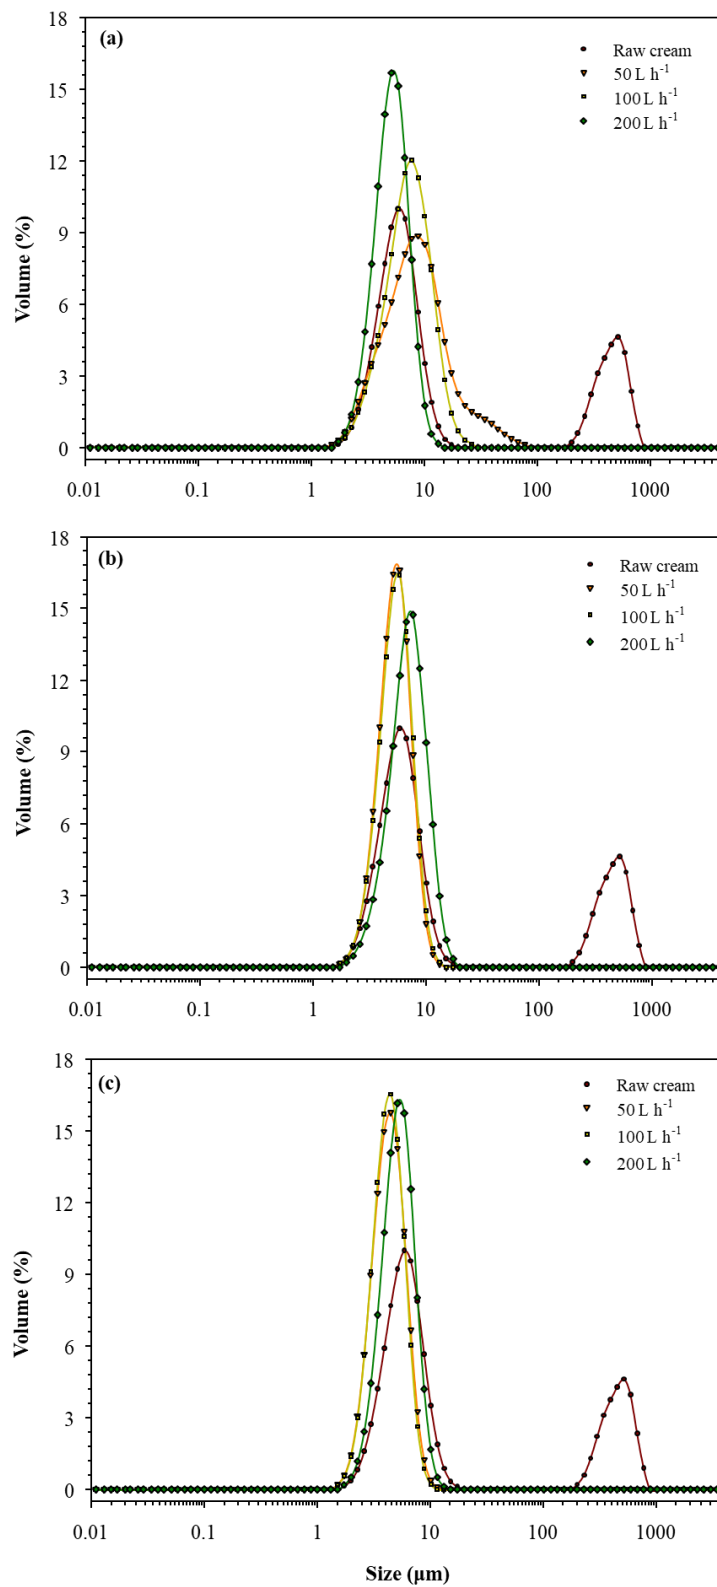 (a)
Raw cream
50 L h-1
100 L h-1
200 L h-1
Volume (%)
18
15
12
9
6
3
0
0.01 0.1 1 10 100 1000
(b)
Raw cream
50 L h-1
100 L h-1
200 L h-1
Volume (%)
18
15
12
9
6
3
0
0.01 0.1 1 10 100 1000
(c)
Raw cream
50 L h-1
100 L h-1
200 L h-1
Volume (%)
18
15
12
9
6
3
0
0.01 0.1 1 10 100 1000
Size (µm)